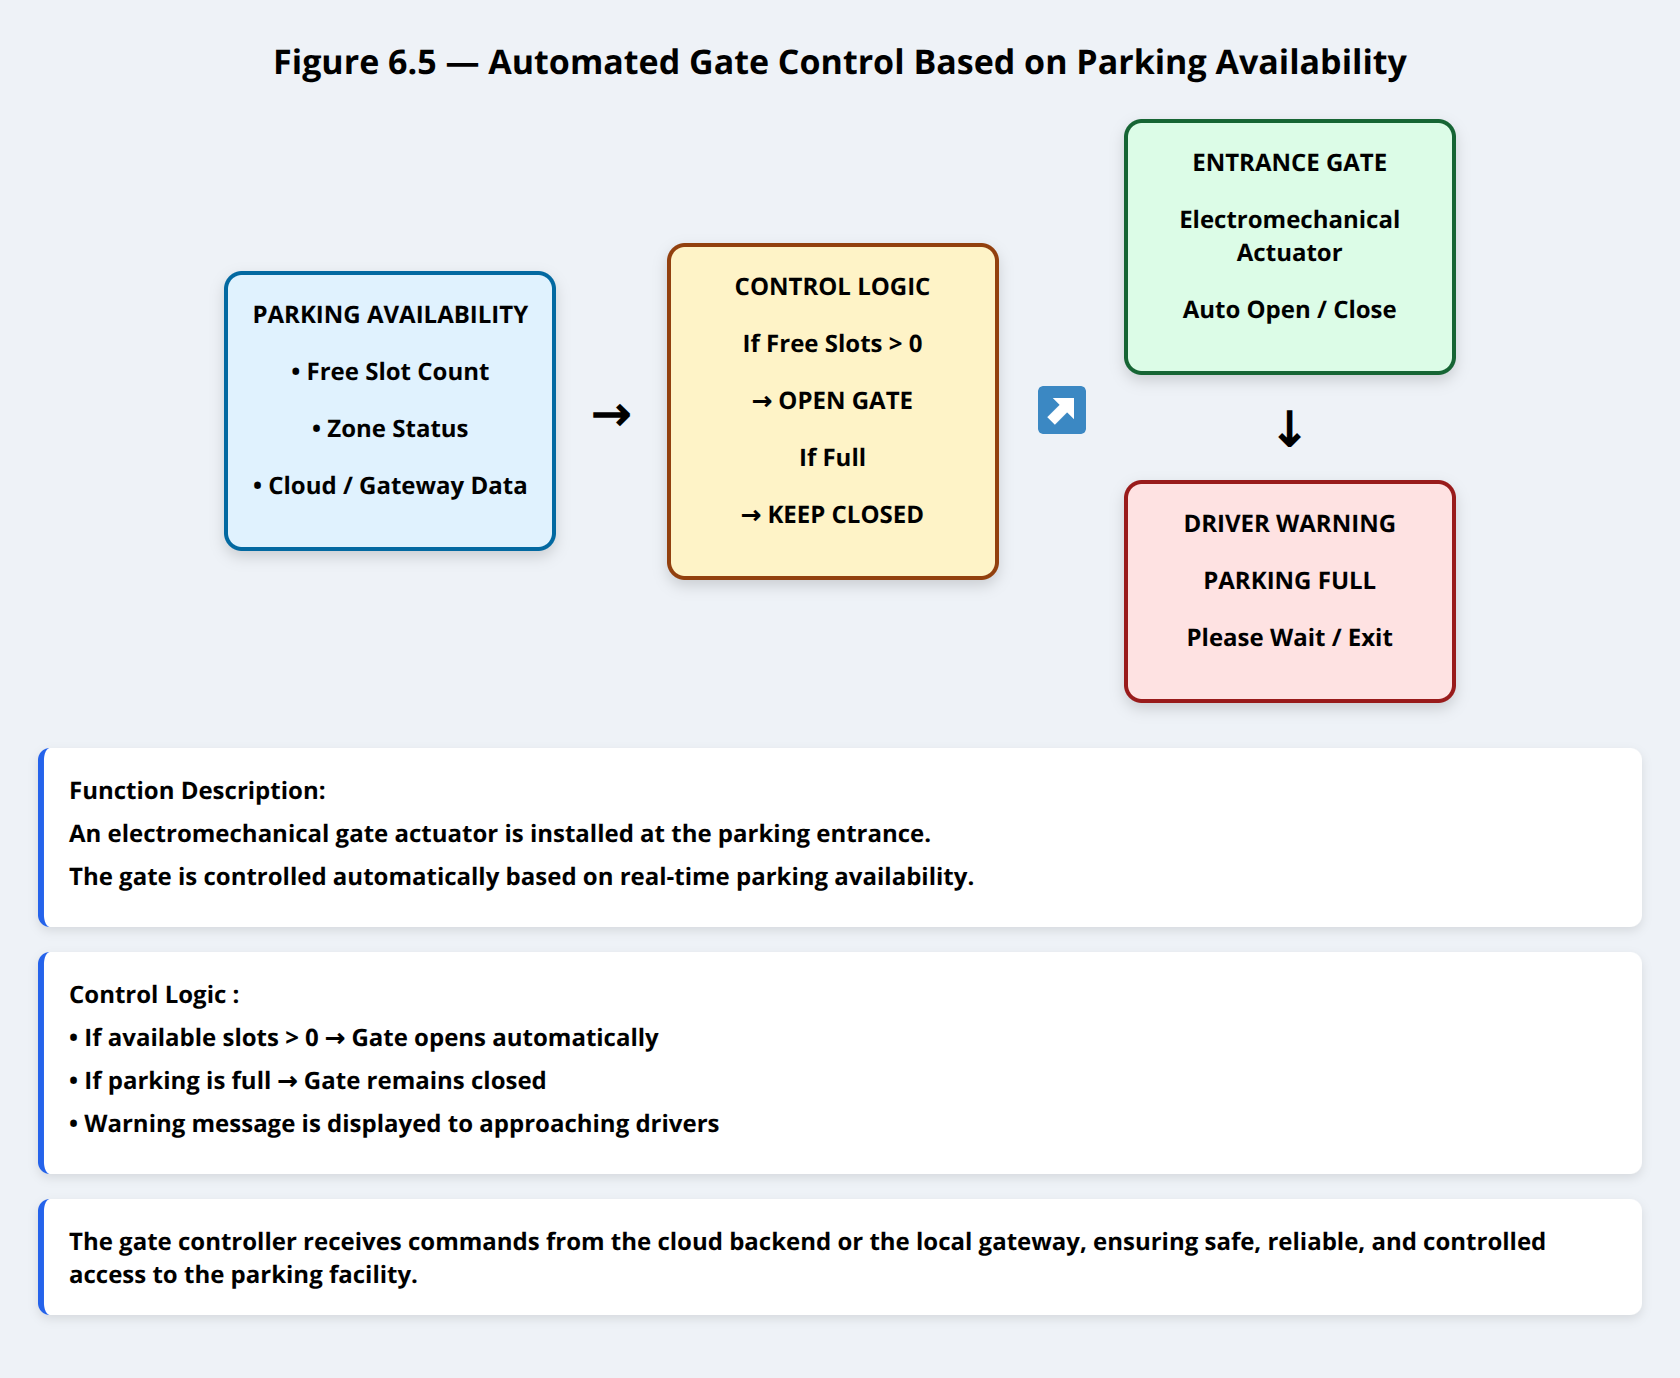 Figure 6.5 — Automated Gate Control Based on Parking Availability
PARKING AVAILABILITY
• Free Slot Count
• Zone Status
• Cloud / Gateway Data
→
CONTROL LOGIC
If Free Slots > 0
→ OPEN GATE
If Full
→ KEEP CLOSED
↗
ENTRANCE GATE
Electromechanical
Actuator
Auto Open / Close
↓
DRIVER WARNING
PARKING FULL
Please Wait / Exit
Function Description:
An electromechanical gate actuator is installed at the parking entrance.
The gate is controlled automatically based on real-time parking availability.
Control Logic :
• If available slots > 0 → Gate opens automatically
• If parking is full → Gate remains closed
• Warning message is displayed to approaching drivers
The gate controller receives commands from the cloud backend or the local gateway, ensuring safe, reliable, and controlled
access to the parking facility.